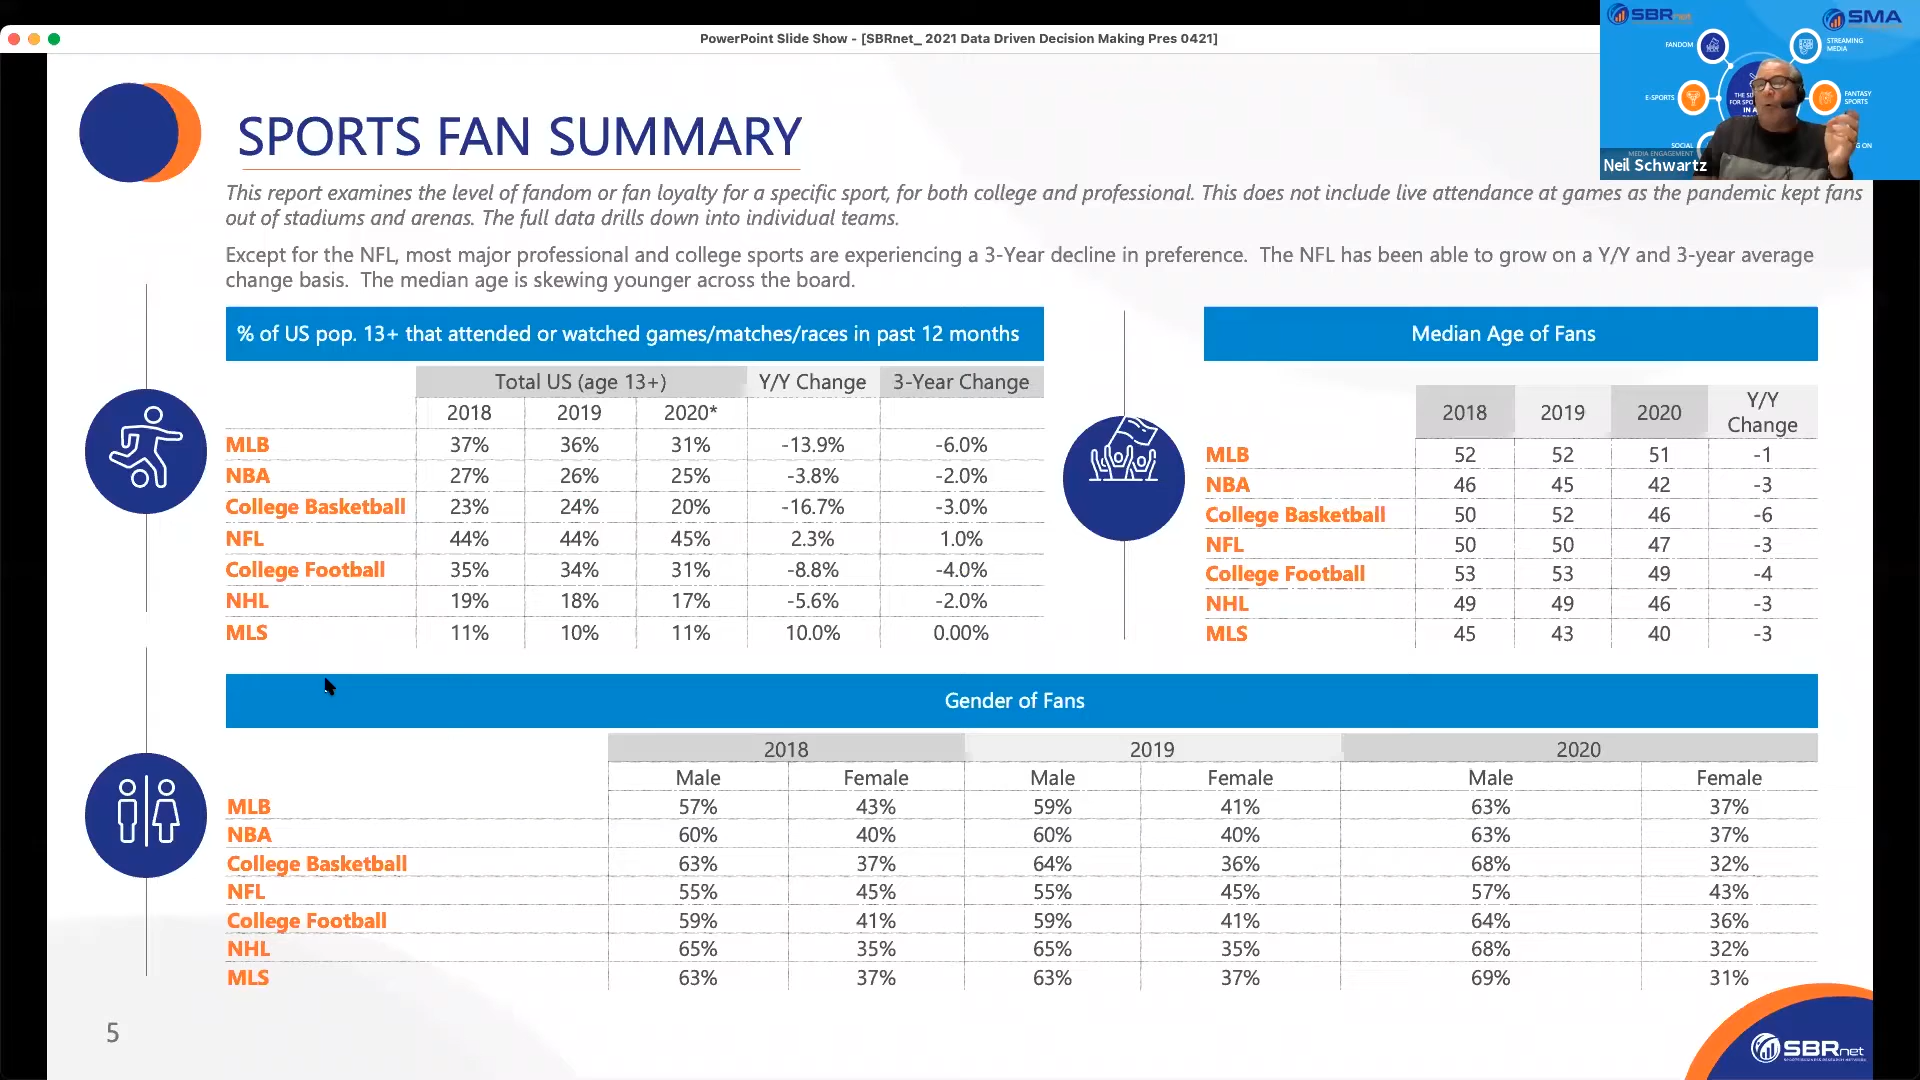 PowerPoint Slide Show - [SBRnet_ 2021 Data Driven Decision Making Pres 0421]
SBRnet
SMA
FANDOM
STREAMING
MEDIA
E-SPORTS
FANTASY
SPORTS
SOCIAL
MEDIA ENGAGEMENT
Neil Schwartz
SPORTS FAN SUMMARY
This report examines the level of fandom or fan loyalty for a specific sport, for both college and professional. This does not include live attendance at games as the pandemic kept fans
out of stadiums and arenas. The full data drills down into individual teams.
Except for the NFL, most major professional and college sports are experiencing a 3-Year decline in preference. The NFL has been able to grow on a Y/Y and 3-year average
change basis. The median age is skewing younger across the board.
% of US pop. 13+ that attended or watched games/matches/races in past 12 months
Total US (age 13+) Y/Y Change 3-Year Change
2018 2019 2020*
MLB 37% 36% 31% -13.9% -6.0%
NBA 27% 26% 25% -3.8% -2.0%
College Basketball 23% 24% 20% -16.7% -3.0%
NFL 44% 44% 45% 2.3% 1.0%
College Football 35% 34% 31% -8.8% -4.0%
NHL 19% 18% 17% -5.6% -2.0%
MLS 11% 10% 11% 10.0% 0.00%
Median Age of Fans
2018 2019 2020 Y/Y
Change
MLB 52 52 51 -1
NBA 46 45 42 -3
College Basketball 50 52 46 -6
NFL 50 50 47 -3
College Football 53 53 49 -4
NHL 49 49 46 -3
MLS 45 43 40 -3
Gender of Fans
2018 2019 2020
Male Female Male Female Male Female
MLB 57% 43% 59% 41% 63% 37%
NBA 60% 40% 60% 40% 63% 37%
College Basketball 63% 37% 64% 36% 68% 32%
NFL 55% 45% 55% 45% 57% 43%
College Football 59% 41% 59% 41% 64% 36%
NHL 65% 35% 65% 35% 68% 32%
MLS 63% 37% 63% 37% 69% 31%
5
SBRnet